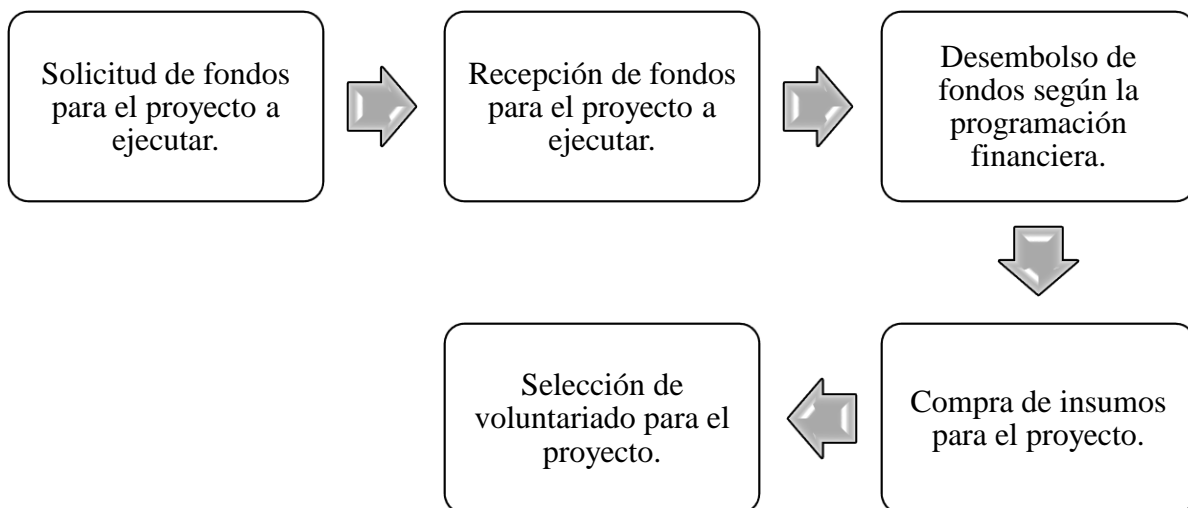 Solicitud de fondos
para el proyecto a
ejecutar.
Recepción de fondos
para el proyecto a
ejecutar.
Desembolso de
fondos según la
programación
financiera.
Compra de insumos
para el proyecto.
Selección de
voluntariado para el
proyecto.